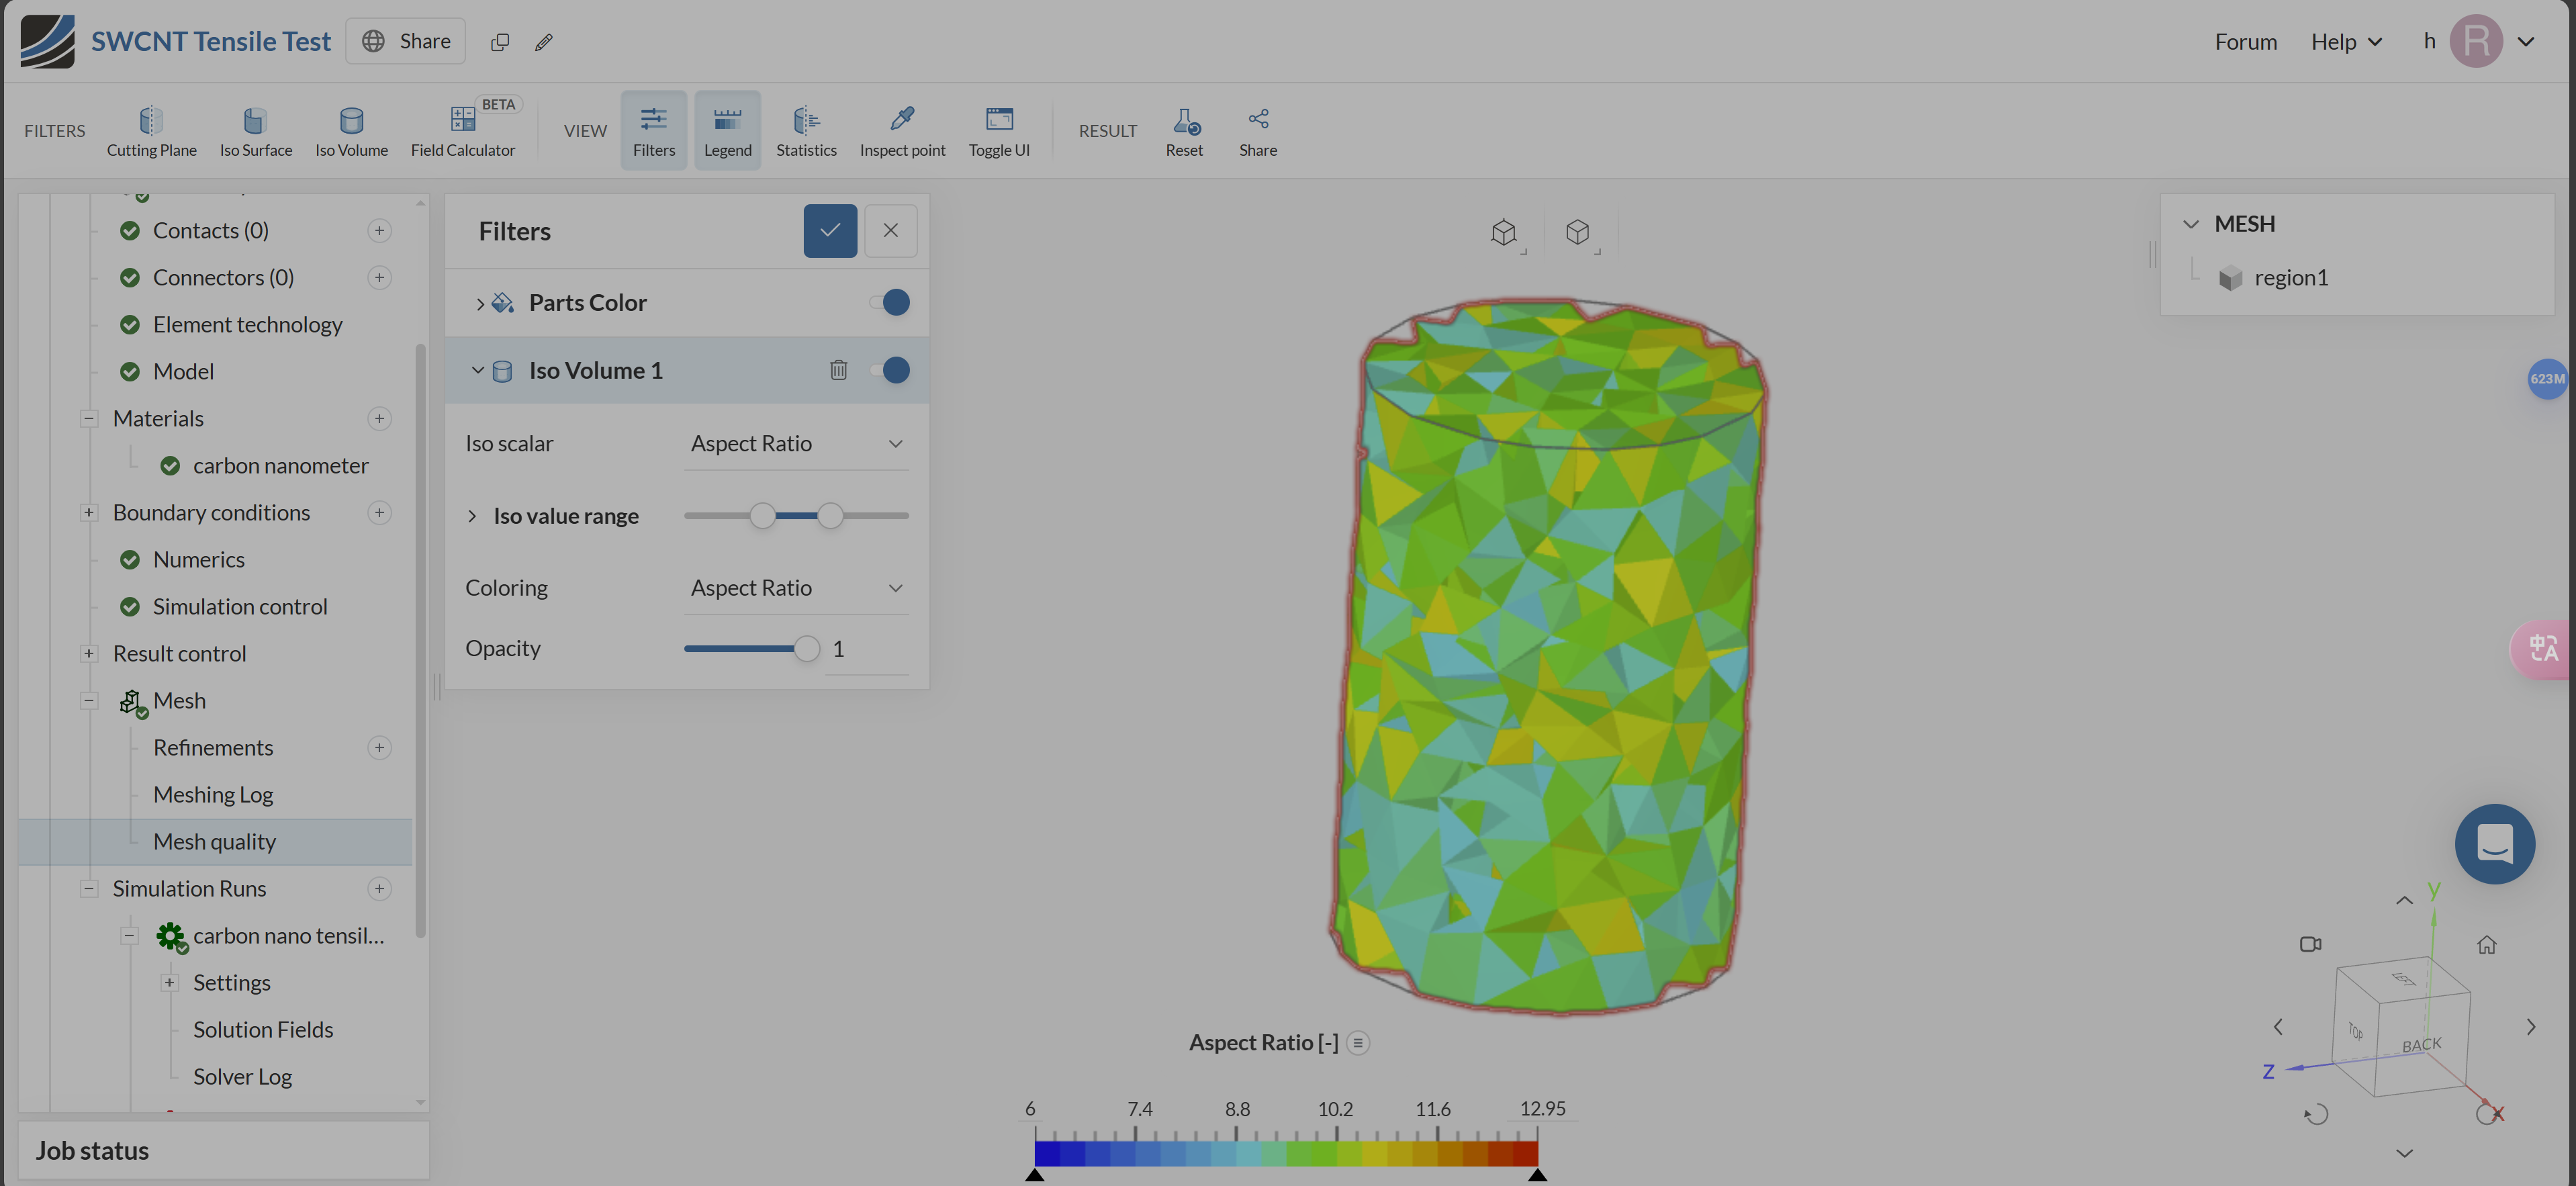 SWCNT Tensile Test
Share
Forum
Help
h
R
FILTERS
Cutting Plane
Iso Surface
Iso Volume
BETA
Field Calculator
VIEW
Filters
Legend
Statistics
Inspect point
Toggle UI
RESULT
Reset
Share
Contacts (0)
Connectors (0)
Element technology
Model
Materials
carbon nanometer
Boundary conditions
Numerics
Simulation control
Result control
Mesh
Refinements
Meshing Log
Mesh quality
Simulation Runs
carbon nano tensil...
Settings
Solution Fields
Solver Log
Job status
Filters
Parts Color
Iso Volume 1
Iso scalar
Aspect Ratio
Iso value range
Coloring
Aspect Ratio
Opacity
1
MESH
region1
623M
中A
Aspect Ratio [-]
6 7.4 8.8 10.2 11.6 12.95
y
LEFT
TOP
BACK
z
x